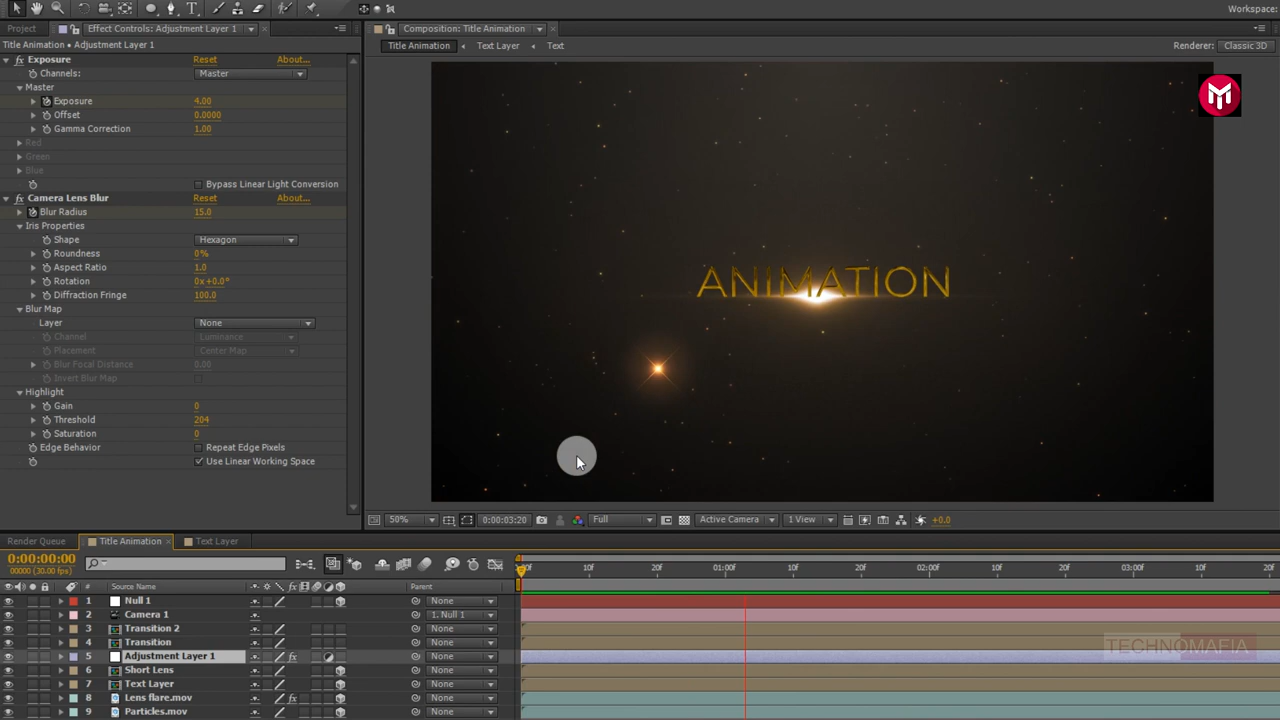 Workspace:
Project
Effect Controls: Adjustment Layer 1
Composition: Title Animation
Title Animation • Adjustment Layer 1
Title Animation
Text Layer
Text
Renderer:
Classic 3D
fx Exposure Reset About...
Channels: Master
Master
Exposure 4.00
Offset 0.0000
Gamma Correction 1.00
Red
Green
Blue
Bypass Linear Light Conversion
fx Camera Lens Blur Reset About...
Blur Radius 15.0
Iris Properties
Shape Hexagon
Roundness 0%
Aspect Ratio 1.0
Rotation 0x+0.0°
Diffraction Fringe 100.0
Blur Map
Layer None
Channel Luminance
Placement Center Map
Blur Focal Distance 0.00
Invert Blur Map
Highlight
Gain 0
Threshold 204
Saturation 0
Edge Behavior Repeat Edge Pixels
Use Linear Working Space
ANIMATION
50% 0:00:03:20 Full Active Camera 1 View +0.0
Render Queue Title Animation Text Layer
0:00:00:00
00000 (30.00 fps)
10f 20f 01:00f 10f 20f 02:00f 10f 20f 03:00f 10f 20f
# Source Name fx Parent
1 Null 1 None
2 Camera 1 1. Null 1
3 Transition 2 None
4 Transition None
5 Adjustment Layer 1 fx None
6 Short Lens None
7 Text Layer None
8 Lens flare.mov fx None
9 Particles.mov None
TECHNOMAFIA